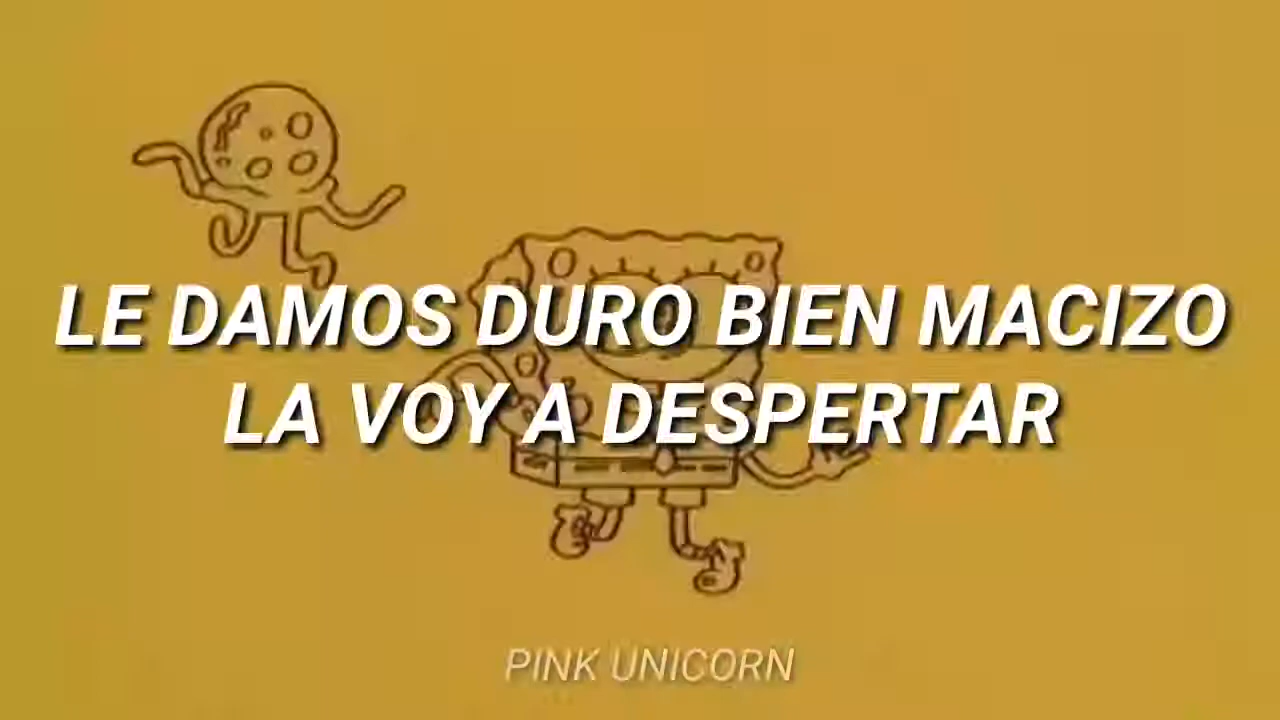 LE DAMOS DURO BIEN MACIZO
LA VOY A DESPERTAR
PINK UNICORN